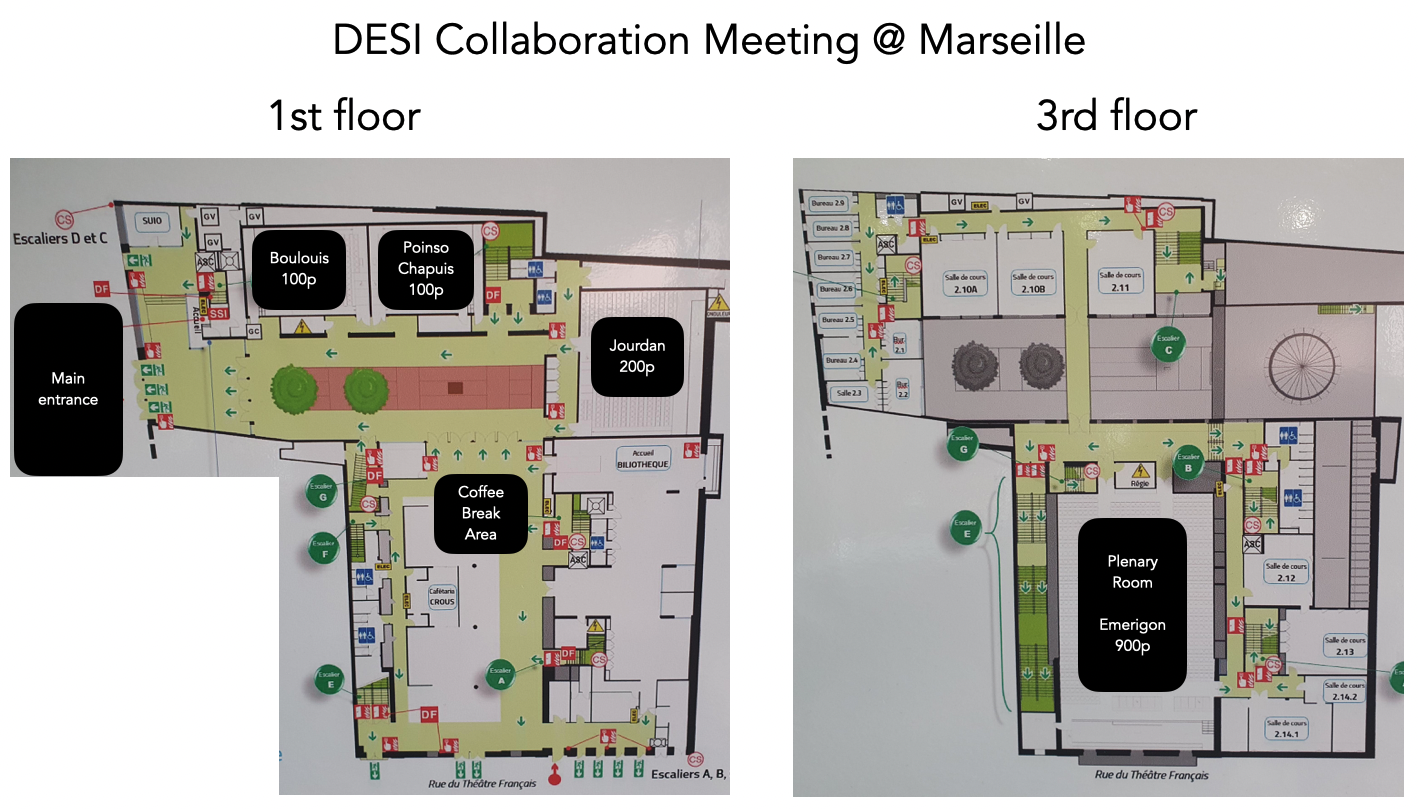 DESI Collaboration Meeting @ Marseille
1st floor
3rd floor
CS
Escaliers D et C
SUIO
GV
GV
GV
ASC
DF
SSI
ELEC
Accueil
GC
Boulouis
100p
Poinso
Chapuis
100p
CS
DF
Jourdan
200p
Main
entrance
Accueil
BILIOTHEQUE
Escalier
G
DF
CS
Escalier
F
ELEC
ELEC
Coffee
Break
Area
ELEC
DF
CS
ASC
Cafétéria
CROUS
Escalier
E
Escalier
A
DF
CS
DF
CS
Rue du Théâtre Français
Escaliers A, B,
Bureau 2.9
Bureau 2.8
Bureau 2.7
Bureau 2.6
Bureau 2.5
Bureau 2.4
Salle 2.3
Bur.
2.1
Bur.
2.2
GV
ELEC
GV
CS
ASC
ELEC
CS
ELEC
Salle de cours
2.10A
Salle de cours
2.10B
Salle de cours
2.11
Escalier
C
Escalier
G
CS
Régie
Escalier
B
Escalier
E
CS
ASC
Salle de cours
2.12
Plenary
Room
Emerigon
900p
Salle de cours
2.13
CS
Salle de cours
2.14.2
Salle de cours
2.14.1
Rue du Théâtre Français